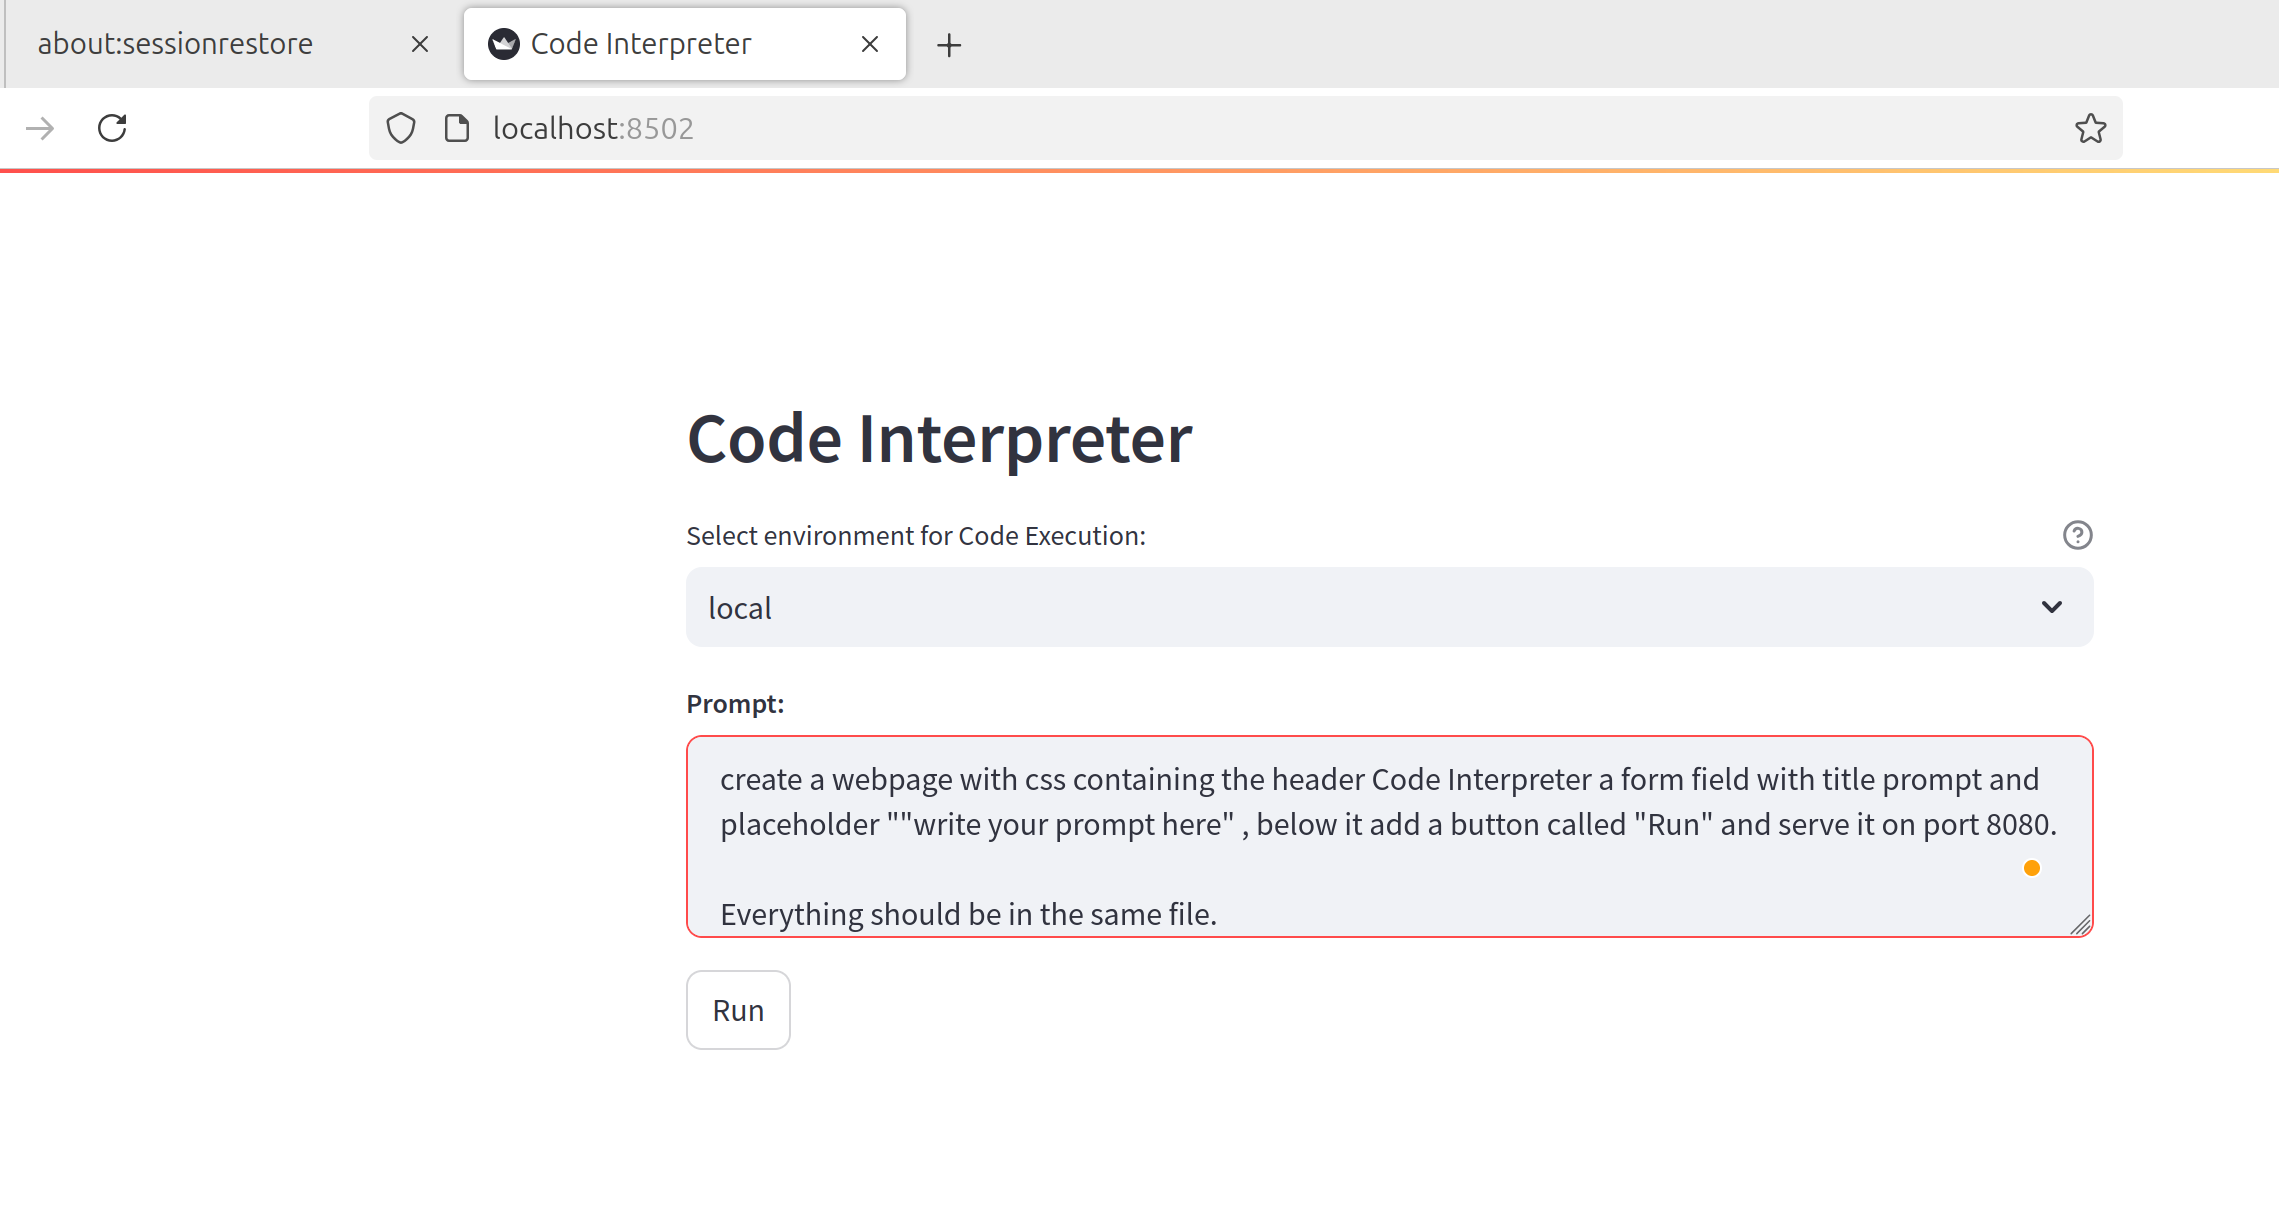 about:sessionrestore
Code Interpreter
localhost:8502
Code Interpreter
Select environment for Code Execution:
local
Prompt:
create a webpage with css containing the header Code Interpreter a form field with title prompt and
placeholder ""write your prompt here" , below it add a button called "Run" and serve it on port 8080.
Everything should be in the same file.
Run